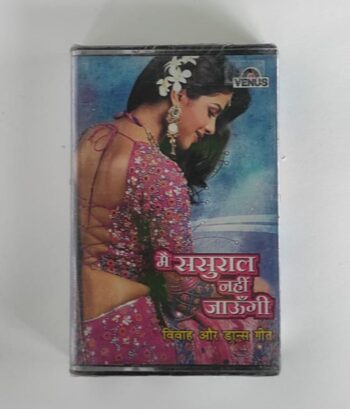 VENUS
मै ससुराल
नहीं
जाऊँगी
विवाह और डान्स गीत